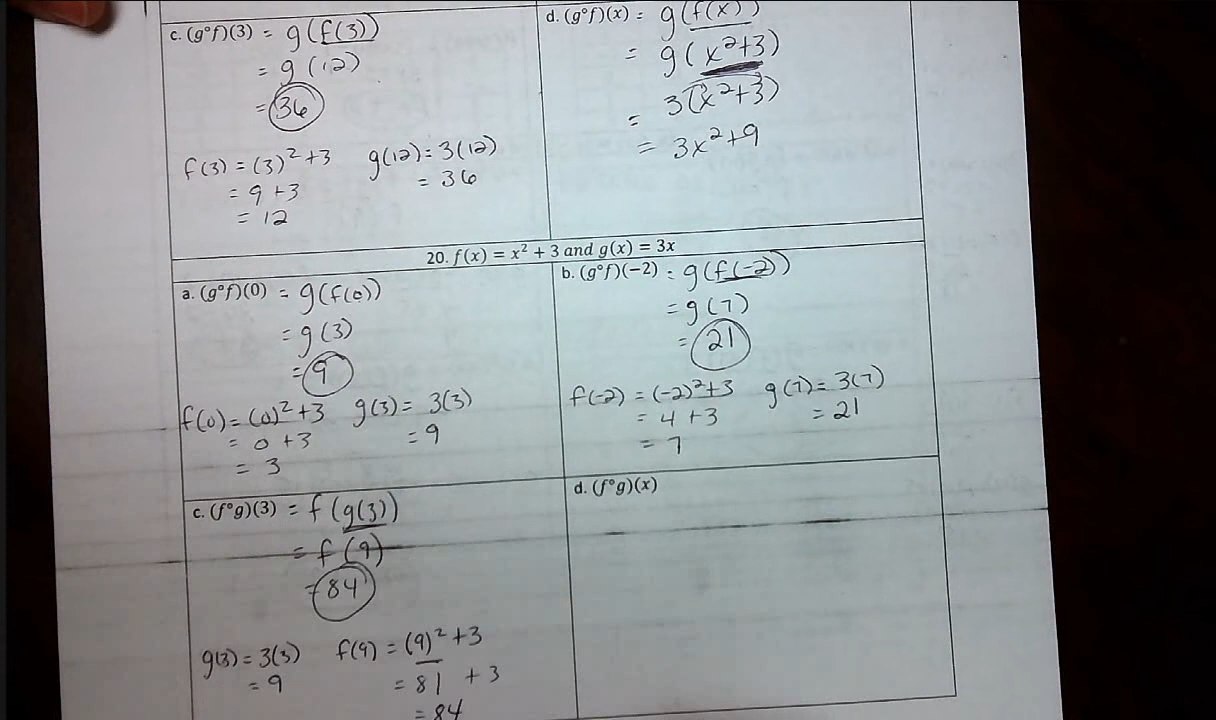 c. (g°f)(3) = g(f(3))
= g(12)
= 36
f(3) = (3)² + 3
= 9 + 3
= 12
g(12) = 3(12)
= 36
d. (g°f)(x) = g(f(x))
= g(x²+3)
= 3(x²+3)
= 3x²+9
20. f(x) = x² + 3 and g(x) = 3x
a. (g°f)(0) = g(f(0))
= g(3)
= 9
f(0) = (0)² + 3
= 0 + 3
= 3
g(3) = 3(3)
= 9
b. (g°f)(−2) = g(f(-2))
= g(7)
= 21
f(-2) = (-2)²+3
= 4 + 3
= 7
g(7) = 3(7)
= 21
c. (f°g)(3) = f(g(3))
= f(9)
= 84
g(3) = 3(3)
= 9
f(9) = (9)² + 3
= 81 + 3
= 84
d. (f°g)(x)